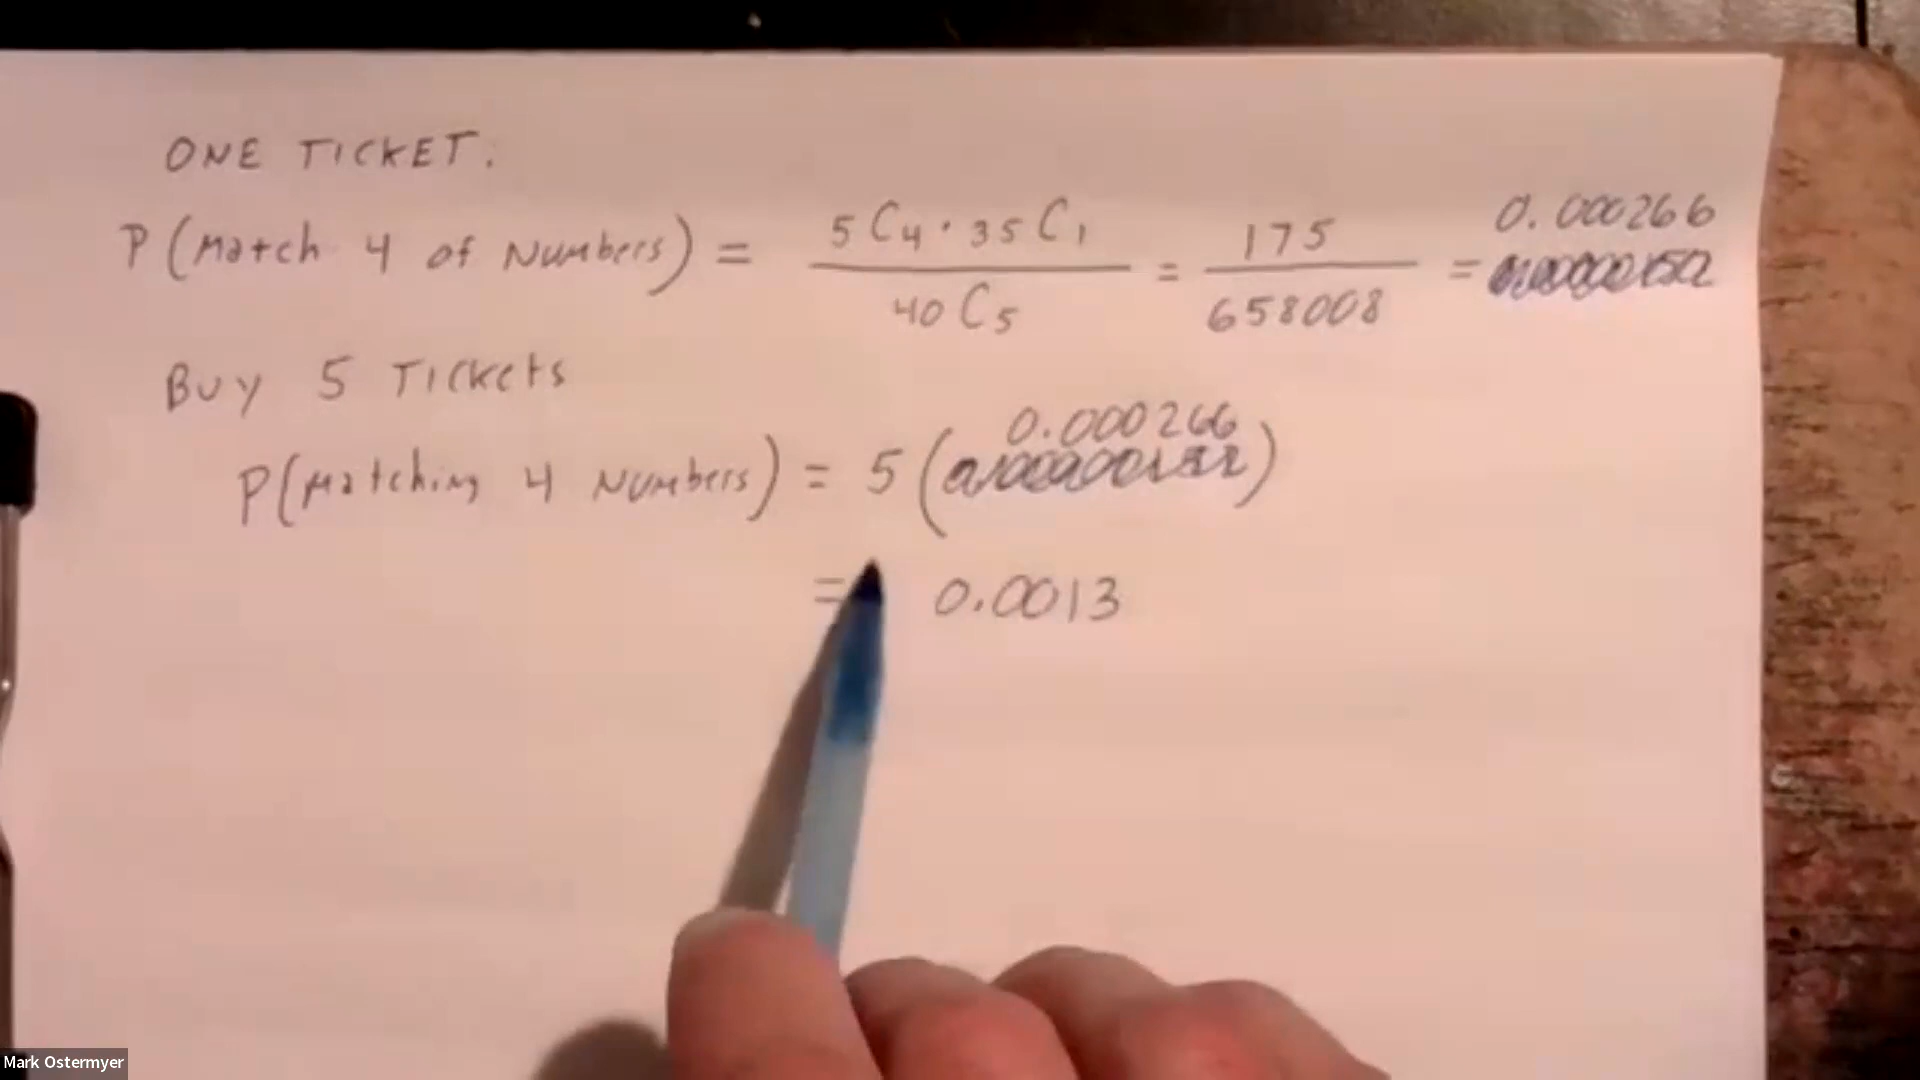 ONE TICKET.
P(Match 4 of Numbers) = 5C4 · 35C1 / 40C5 = 175 / 658008 = 0.000266
Buy 5 Tickets
P(Matching 4 Numbers) = 5(0.000266)
= 0.0013
Mark Ostermyer